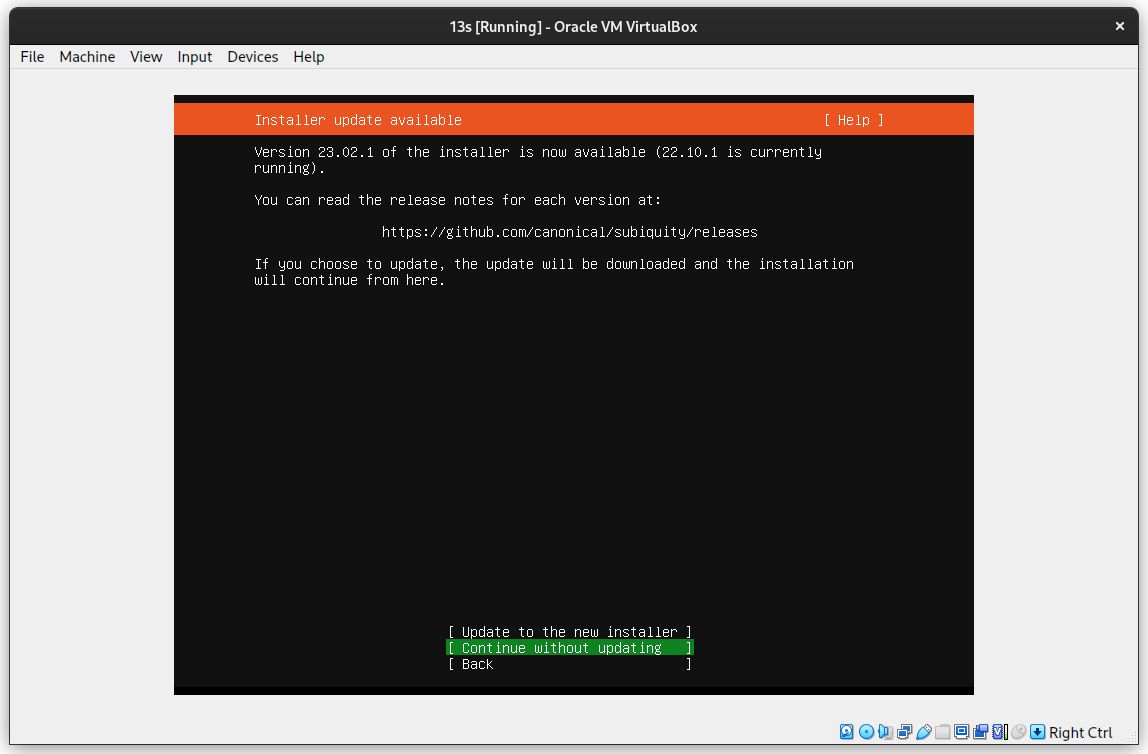 13s [Running] - Oracle VM VirtualBox
File Machine View Input Devices Help
Installer update available [ Help ]
Version 23.02.1 of the installer is now available (22.10.1 is currently
running).
You can read the release notes for each version at:
https://github.com/canonical/subiquity/releases
If you choose to update, the update will be downloaded and the installation
will continue from here.
[ Update to the new installer ]
[ Continue without updating ]
[ Back ]
Right Ctrl